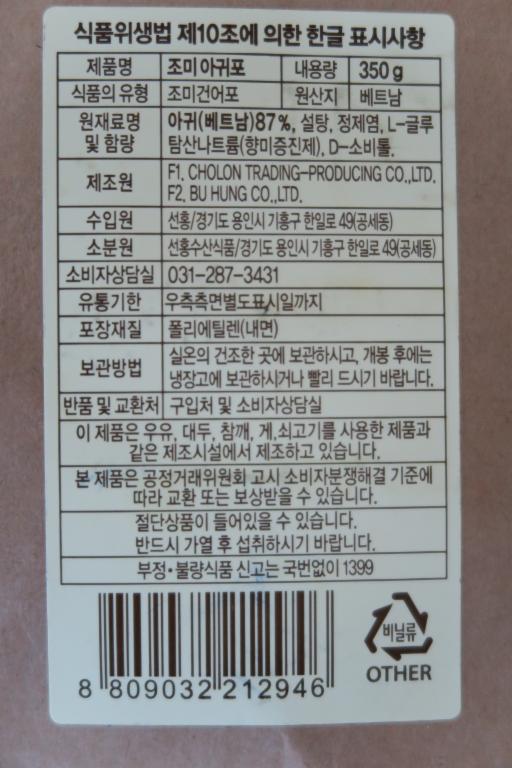 식품위생법 제10조에 의한 한글 표시사항
제품명 조미아귀포 내용량 350g
식품의 유형 조미건어포 원산지 베트남
원재료명 및 함량 아귀(베트남)87%, 설탕, 정제염, L-글루
탐산나트륨(향미증진제), D-소비톨.
제조원 F1. CHOLON TRADING-PRODUCING CO.,LTD.
F2. BU HUNG CO.,LTD.
수입원 선홍/경기도 용인시 기흥구 한일로 49(공세동)
소분원 선홍수산식품/경기도 용인시 기흥구 한일로 49(공세동)
소비자상담실 031-287-3431
유통기한 우측측면별도표시일까지
포장재질 폴리에틸렌(내면)
보관방법 실온의 건조한 곳에 보관하시고, 개봉 후에는
냉장고에 보관하시거나 빨리 드시기 바랍니다.
반품 및 교환처 구입처 및 소비자상담실
이 제품은 우유, 대두, 참깨, 게,쇠고기를 사용한 제품과
같은 제조시설에서 제조하고 있습니다.
본 제품은 공정거래위원회 고시 소비자분쟁해결 기준에
따라 교환 또는 보상받을 수 있습니다.
절단상품이 들어있을 수 있습니다.
반드시 가열 후 섭취하시기 바랍니다.
부정•불량식품 신고는 국번없이 1399
비닐류
OTHER
8 809032 212946